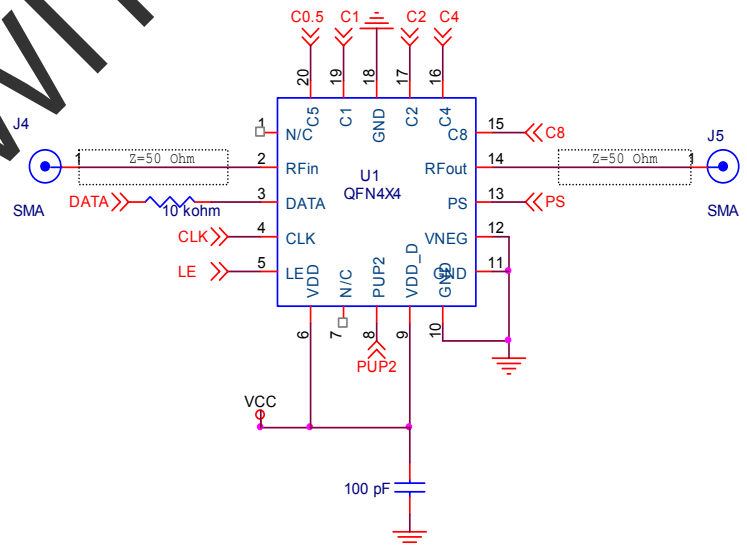 C0.5 C1 C2 C4
20 19 18 17 16
C5 C1 GND C2 C4
J4
1 N/C
C8 15 C8
J5
1 Z=50 Ohm 2 RFin
U1
QFN4X4
RFout 14 Z=50 Ohm 1
SMA
DATA 10 kohm 3 DATA
PS 13 PS
SMA
CLK 4 CLK
VNEG 12
LE 5 LE
GND 11
VDD N/C PUP2 VDD_D GND
6 7 8 9 10
PUP2
VCC
100 pF